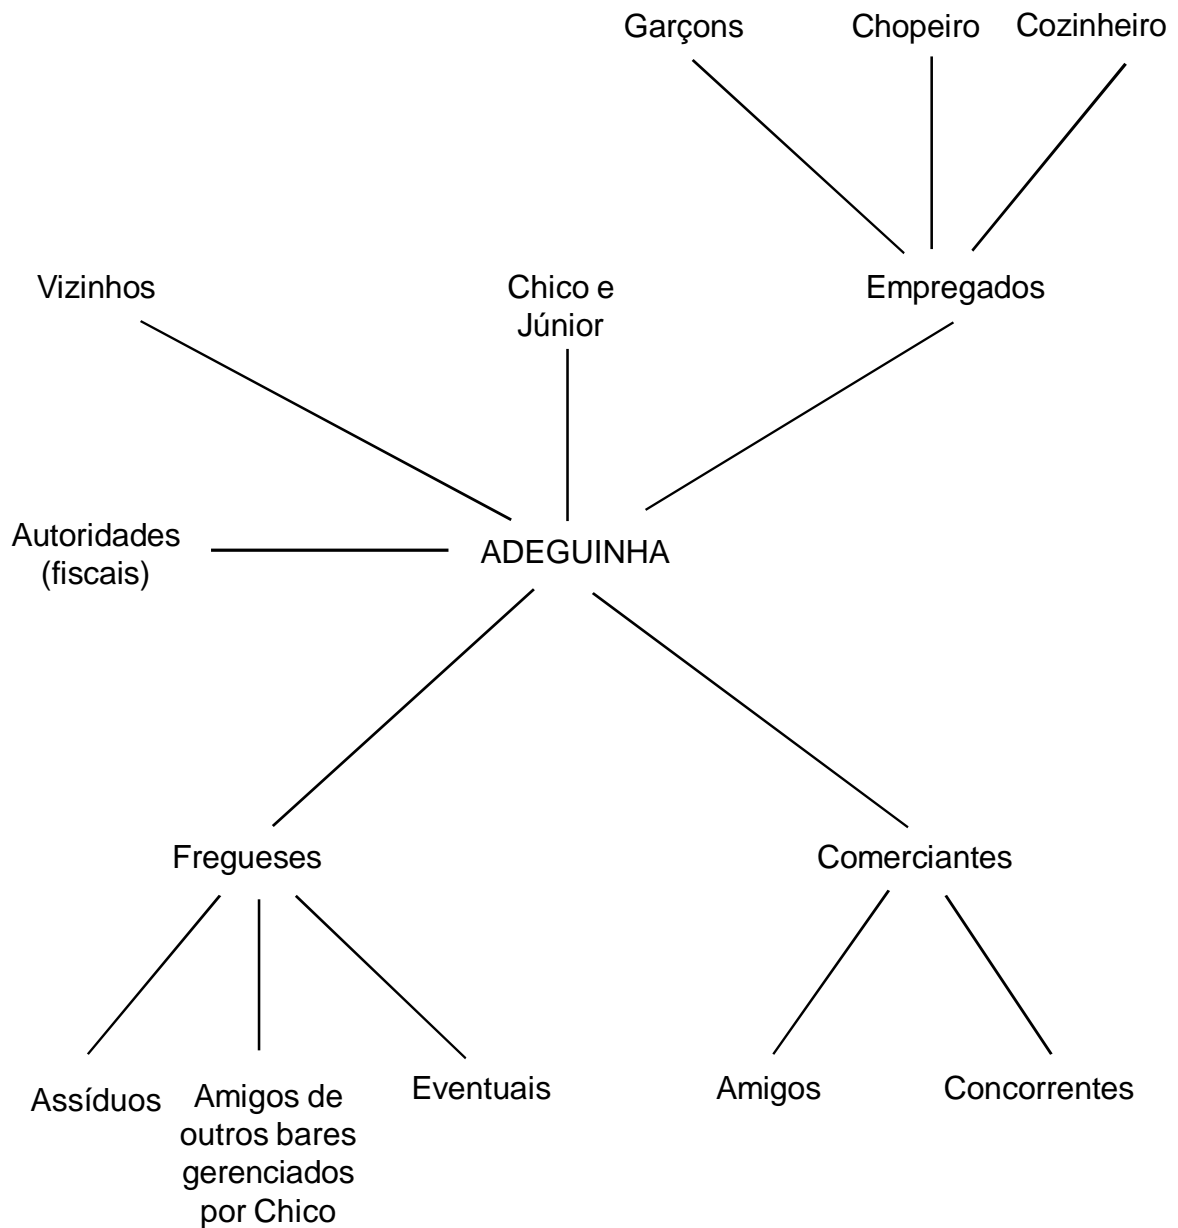 Garçons
Chopeiro
Cozinheiro
Vizinhos
Chico e
Júnior
Empregados
Autoridades
(fiscais)
ADEGUINHA
Fregueses
Comerciantes
Assíduos
Amigos de
outros bares
gerenciados
por Chico
Eventuais
Amigos
Concorrentes